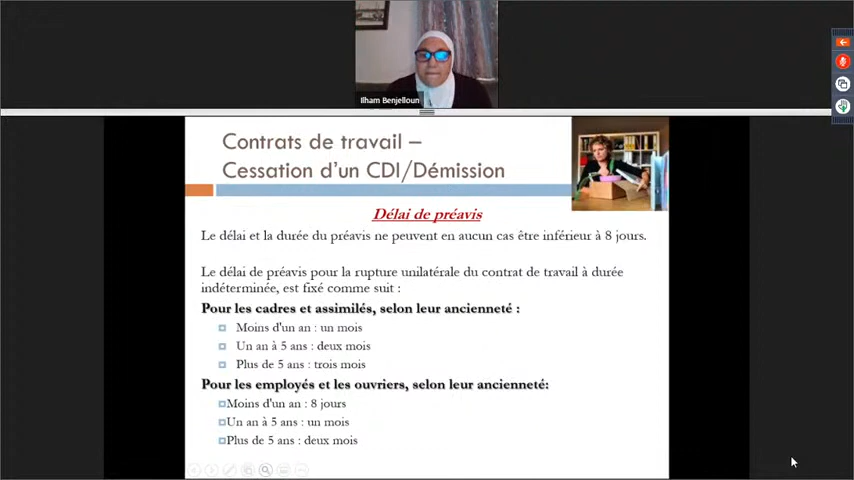 Ilham Benjelloun
Contrats de travail –
Cessation d'un CDI/Démission
Délai de préavis
Le délai et la durée du préavis ne peuvent en aucun cas être inférieur à 8 jours.
Le délai de préavis pour la rupture unilatérale du contrat de travail à durée
indéterminée, est fixé comme suit :
Pour les cadres et assimilés, selon leur ancienneté :
Moins d'un an : un mois
Un an à 5 ans : deux mois
Plus de 5 ans : trois mois
Pour les employés et les ouvriers, selon leur ancienneté:
Moins d'un an : 8 jours
Un an à 5 ans : un mois
Plus de 5 ans : deux mois